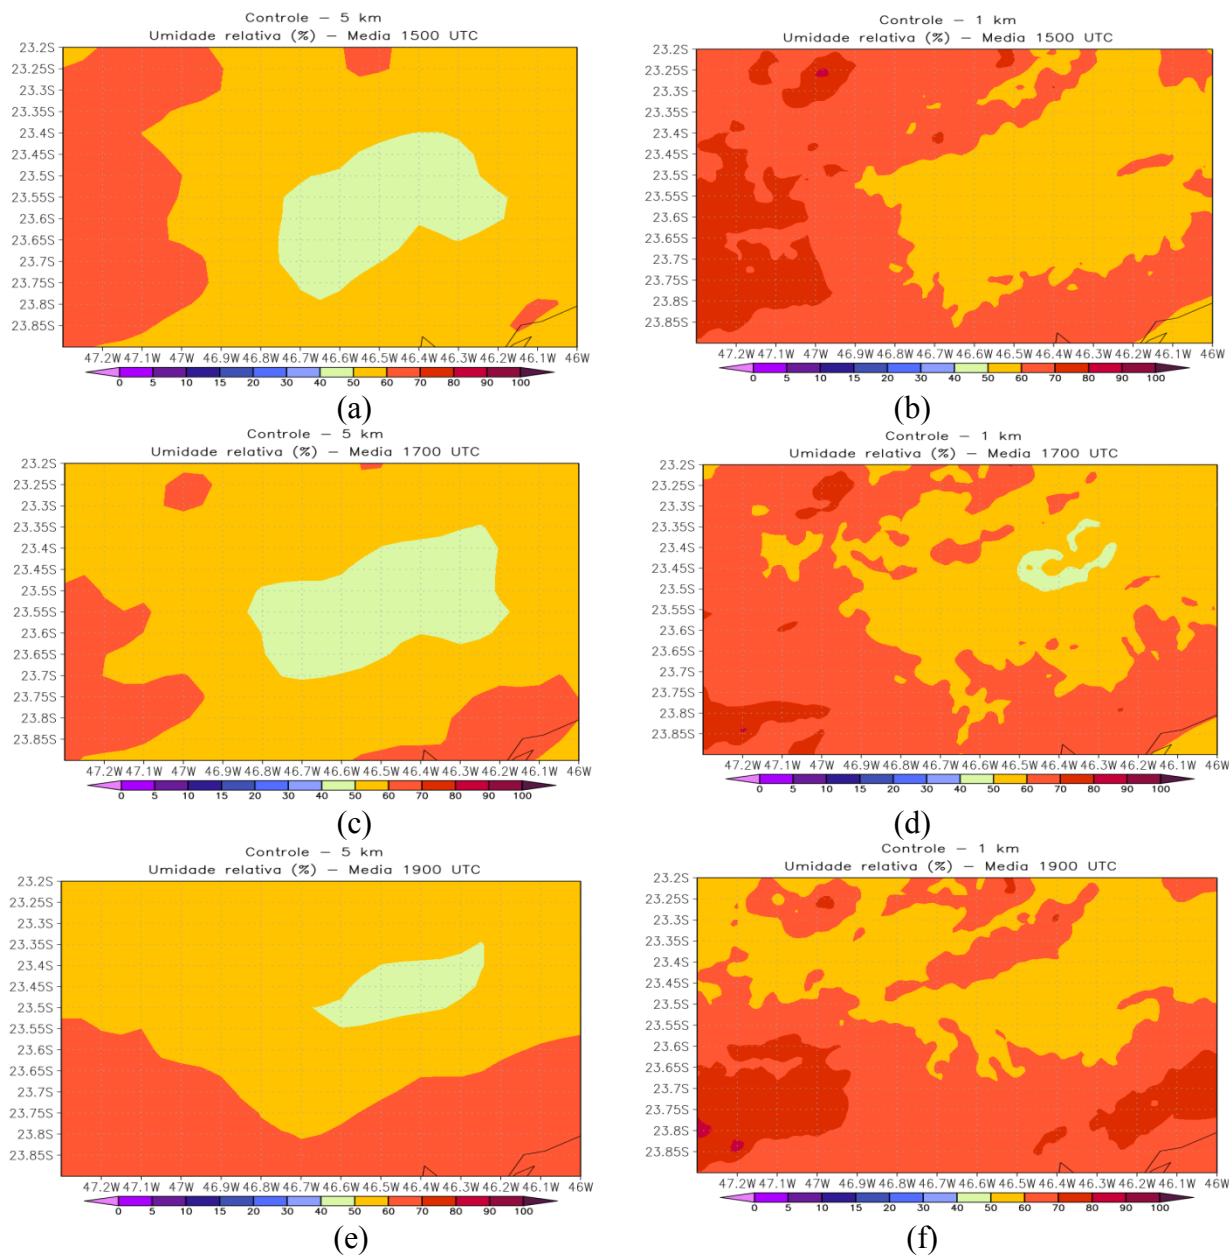 Controle – 5 km
Umidade relativa (%) – Media 1500 UTC
23.2S
23.25S
23.3S
23.35S
23.4S
23.45S
23.5S
23.55S
23.6S
23.65S
23.7S
23.75S
23.8S
23.85S
47.2W 47.1W 47W 46.9W 46.8W 46.7W 46.6W 46.5W 46.4W 46.3W 46.2W 46.1W 46W
0 5 10 15 20 30 40 50 60 70 80 90 100
(a)
Controle – 1 km
Umidade relativa (%) – Media 1500 UTC
23.2S
23.25S
23.3S
23.35S
23.4S
23.45S
23.5S
23.55S
23.6S
23.65S
23.7S
23.75S
23.8S
23.85S
47.2W 47.1W 47W 46.9W 46.8W 46.7W 46.6W 46.5W 46.4W 46.3W 46.2W 46.1W 46W
0 5 10 15 20 30 40 50 60 70 80 90 100
(b)
Controle – 5 km
Umidade relativa (%) – Media 1700 UTC
23.2S
23.25S
23.3S
23.35S
23.4S
23.45S
23.5S
23.55S
23.6S
23.65S
23.7S
23.75S
23.8S
23.85S
47.2W 47.1W 47W 46.9W 46.8W 46.7W 46.6W 46.5W 46.4W 46.3W 46.2W 46.1W 46W
0 5 10 15 20 30 40 50 60 70 80 90 100
(c)
Controle – 1 km
Umidade relativa (%) – Media 1700 UTC
23.2S
23.25S
23.3S
23.35S
23.4S
23.45S
23.5S
23.55S
23.6S
23.65S
23.7S
23.75S
23.8S
23.85S
47.2W 47.1W 47W 46.9W 46.8W 46.7W 46.6W 46.5W 46.4W 46.3W 46.2W 46.1W 46W
0 5 10 15 20 30 40 50 60 70 80 90 100
(d)
Controle – 5 km
Umidade relativa (%) – Media 1900 UTC
23.2S
23.25S
23.3S
23.35S
23.4S
23.45S
23.5S
23.55S
23.6S
23.65S
23.7S
23.75S
23.8S
23.85S
47.2W 47.1W 47W 46.9W 46.8W 46.7W 46.6W 46.5W 46.4W 46.3W 46.2W 46.1W 46W
0 5 10 15 20 30 40 50 60 70 80 90 100
(e)
Controle – 1 km
Umidade relativa (%) – Media 1900 UTC
23.2S
23.25S
23.3S
23.35S
23.4S
23.45S
23.5S
23.55S
23.6S
23.65S
23.7S
23.75S
23.8S
23.85S
47.2W 47.1W 47W 46.9W 46.8W 46.7W 46.6W 46.5W 46.4W 46.3W 46.2W 46.1W 46W
0 5 10 15 20 30 40 50 60 70 80 90 100
(f)